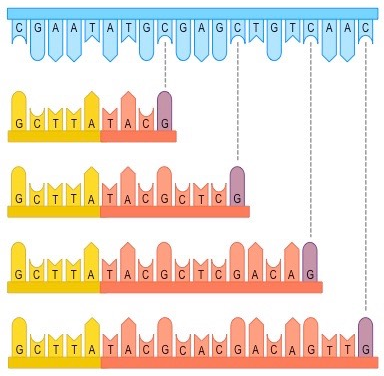 C G A A T A T G C G A G C T G T C A A C
G C T T A T A C G
G C T T A T A C G C T C G
G C T T A T A C G C T C G A C A G
G C T T A T A C G C A C G A C A G T T G